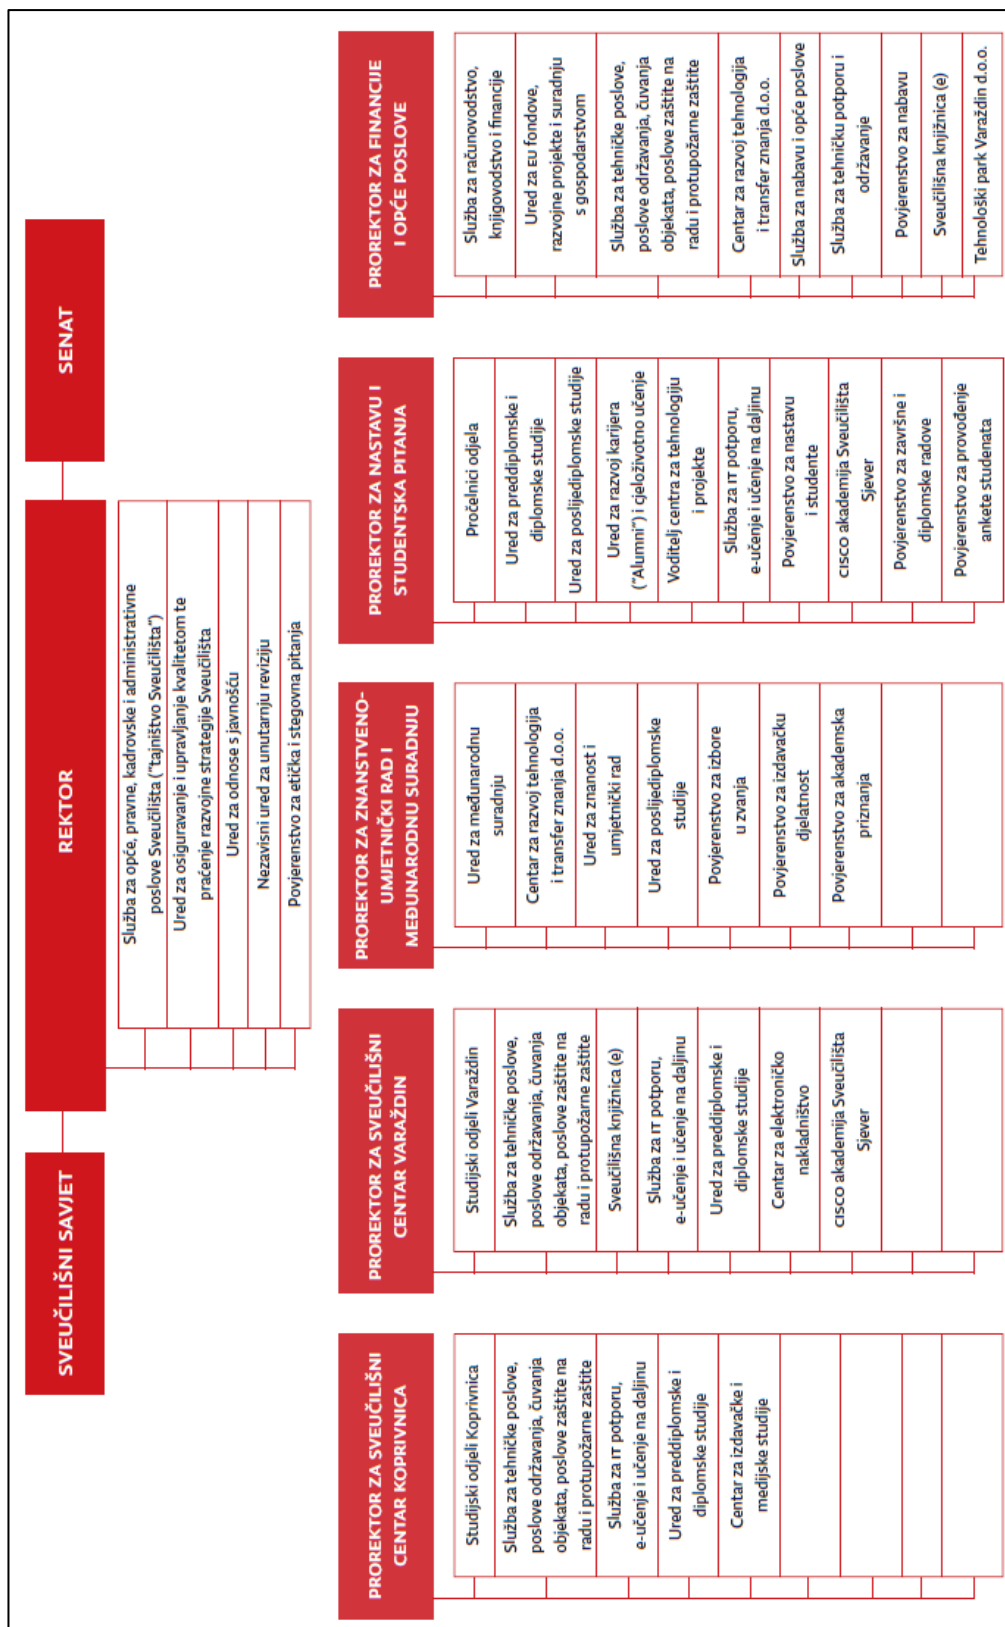 SVEUČILIŠNI SAVJET
REKTOR
SENAT
Služba za opće, pravne, kadrovske i administrativne
poslove Sveučilišta ("tajništvo Sveučilišta")
Ured za osiguravanje i upravljanje kvalitetom te
praćenje razvojne strategije Sveučilišta
Ured za odnose s javnošću
Nezavisni ured za unutarnju reviziju
Povjerenstvo za etička i stegovna pitanja
PROREKTOR ZA SVEUČILIŠNI
CENTAR KOPRIVNICA
Studijski odjeli Koprivnica
Služba za tehničke poslove,
poslove održavanja, čuvanja
objekata, poslove zaštite na
radu i protupožarne zaštite
Služba za IT potporu,
e-učenje i učenje na daljinu
Ured za preddiplomske i
diplomske studije
Centar za izdavačke i
medijske studije
PROREKTOR ZA SVEUČILIŠNI
CENTAR VARAŽDIN
Studijski odjeli Varaždin
Služba za tehničke poslove,
poslove održavanja, čuvanja
objekata, poslove zaštite na
radu i protupožarne zaštite
Sveučilišna knjižnica (e)
Služba za IT potporu,
e-učenje i učenje na daljinu
Ured za preddiplomske i
diplomske studije
Centar za elektroničko
nakladništvo
CISCO akademija Sveučilišta
Sjever
PROREKTOR ZA ZNANSTVENO-
UMJETNIČKI RAD I
MEĐUNARODNU SURADNJU
Ured za međunarodnu
suradnju
Centar za razvoj tehnologija
i transfer znanja d.o.o.
Ured za znanost i
umjetnički rad
Ured za poslijediplomske
studije
Povjerenstvo za izbore
u zvanja
Povjerenstvo za izdavačku
djelatnost
Povjerenstvo za akademska
priznanja
PROREKTOR ZA NASTAVU I
STUDENTSKA PITANJA
Pročelnici odjela
Ured za preddiplomske i
diplomske studije
Ured za poslijediplomske studije
Ured za razvoj karijera
("Alumni") i cjeloživotno učenje
Voditelj centra za tehnologiju
i projekte
Služba za IT potporu,
e-učenje i učenje na daljinu
Povjerenstvo za nastavu
i studente
CISCO akademija Sveučilišta
Sjever
Povjerenstvo za završne i
diplomske radove
Povjerenstvo za provođenje
ankete studenata
PROREKTOR ZA FINANCIJE
I OPĆE POSLOVE
Služba za računovodstvo,
knjigovodstvo i financije
Ured za EU fondove,
razvojne projekte i suradnju
s gospodarstvom
Služba za tehničke poslove,
poslove održavanja, čuvanja
objekata, poslove zaštite na
radu i protupožarne zaštite
Centar za razvoj tehnologija
i transfer znanja d.o.o.
Služba za nabavu i opće poslove
Služba za tehničku potporu i
održavanje
Povjerenstvo za nabavu
Sveučilišna knjižnica (e)
Tehnološki park Varaždin d.o.o.